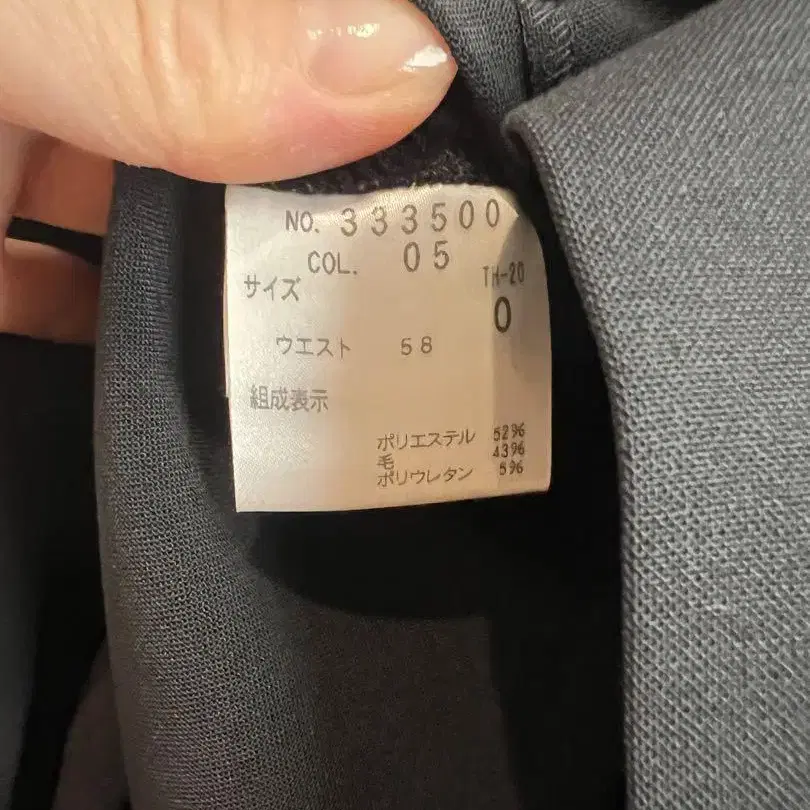 NO. 333500
COL. 05
サイズ TH-20
0
ウエスト 58
組成表示
ポリエステル 52%
毛 43%
ポリウレタン 5%